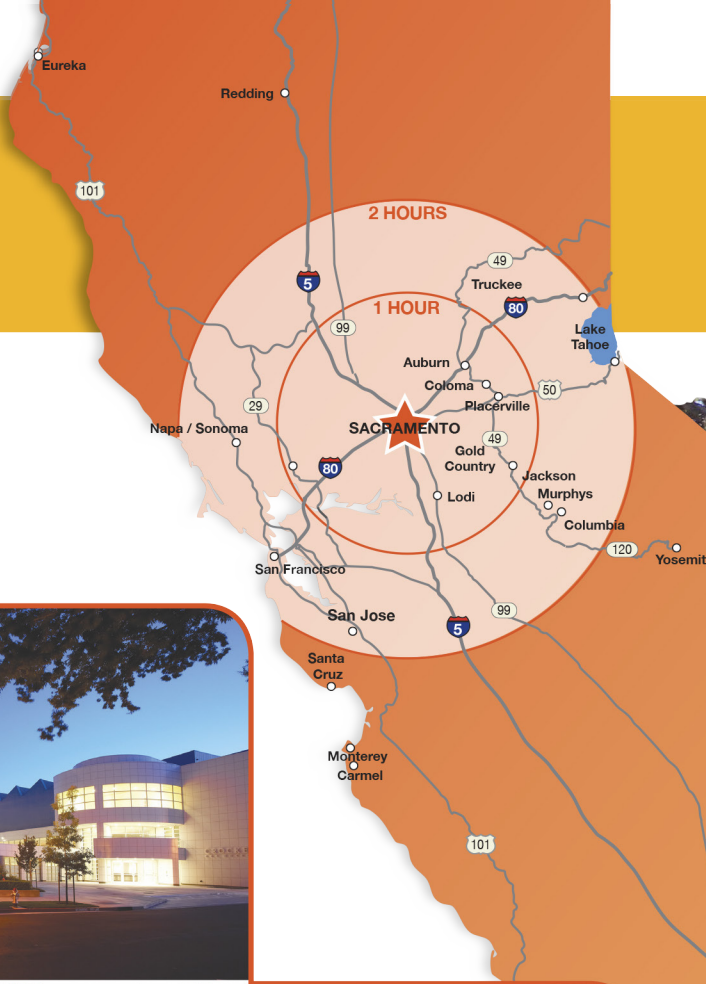 Eureka
Redding
101
2 HOURS
49
Truckee
5
80
1 HOUR
99
Lake
Tahoe
Auburn
Coloma
50
Placerville
29
Napa / Sonoma
SACRAMENTO
49
Gold
Country
80
Jackson
Murphys
Lodi
Columbia
120
Yosemit
San Francisco
99
San Jose
5
Santa
Cruz
Monterey
Carmel
101